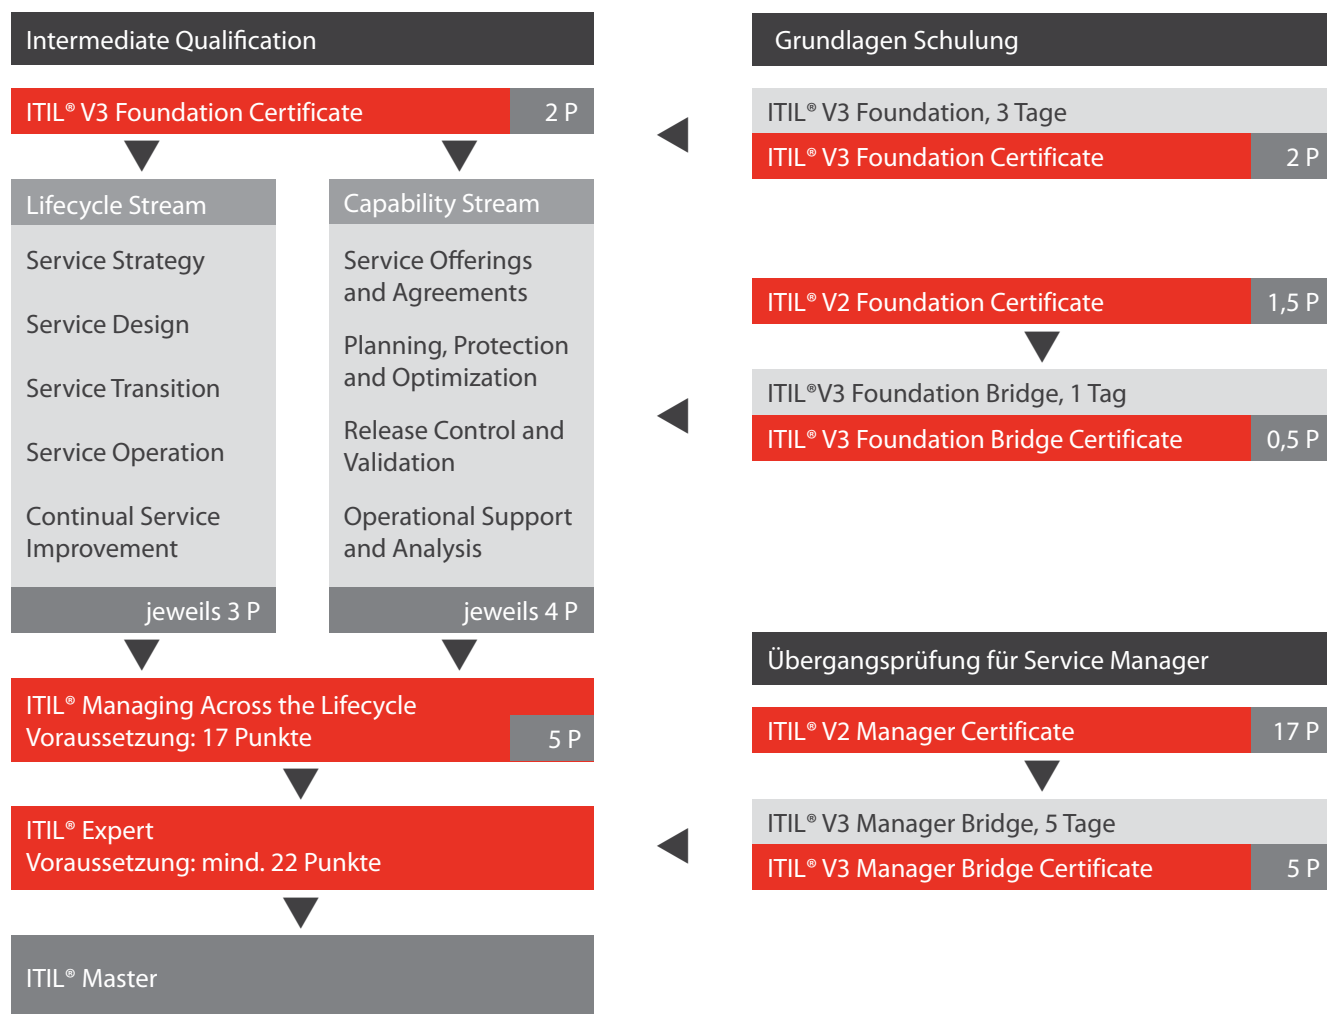 Intermediate Qualification
ITIL® V3 Foundation Certificate 2 P
Lifecycle Stream
Service Strategy
Service Design
Service Transition
Service Operation
Continual Service
Improvement
jeweils 3 P
Capability Stream
Service Offerings
and Agreements
Planning, Protection
and Optimization
Release Control and
Validation
Operational Support
and Analysis
jeweils 4 P
ITIL® Managing Across the Lifecycle
Voraussetzung: 17 Punkte 5 P
ITIL® Expert
Voraussetzung: mind. 22 Punkte
ITIL® Master
Grundlagen Schulung
ITIL® V3 Foundation, 3 Tage
ITIL® V3 Foundation Certificate 2 P
ITIL® V2 Foundation Certificate 1,5 P
ITIL®V3 Foundation Bridge, 1 Tag
ITIL® V3 Foundation Bridge Certificate 0,5 P
Übergangsprüfung für Service Manager
ITIL® V2 Manager Certificate 17 P
ITIL® V3 Manager Bridge, 5 Tage
ITIL® V3 Manager Bridge Certificate 5 P